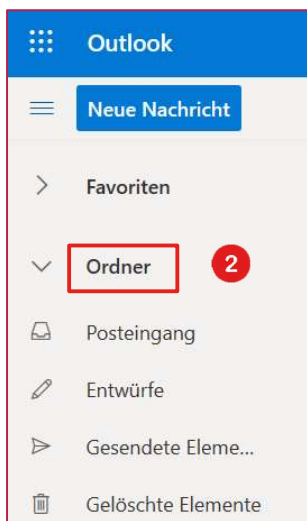 Outlook
Neue Nachricht
Favoriten
Ordner 2
Posteingang
Entwürfe
Gesendete Eleme...
Gelöschte Elemente